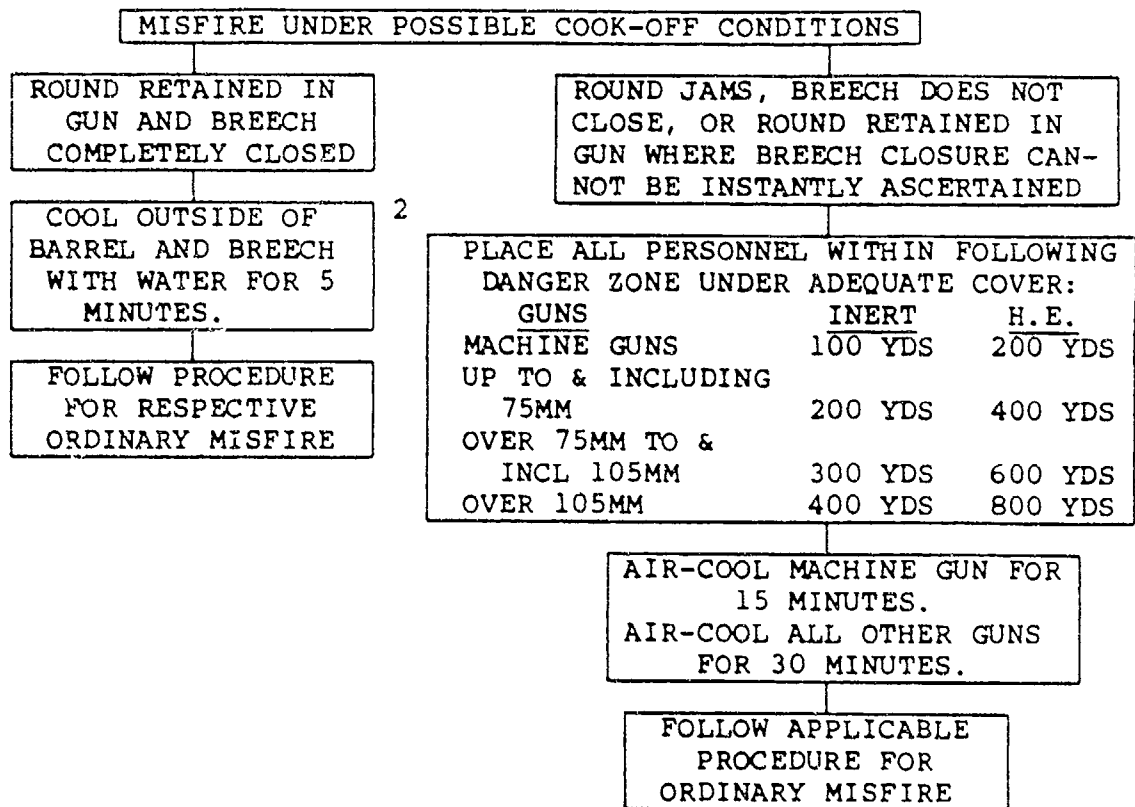 MISFIRE UNDER POSSIBLE COOK-OFF CONDITIONS
ROUND RETAINED IN
GUN AND BREECH
COMPLETELY CLOSED
COOL OUTSIDE OF
BARREL AND BREECH
WITH WATER FOR 5
MINUTES.
2
FOLLOW PROCEDURE
FOR RESPECTIVE
ORDINARY MISFIRE
ROUND JAMS, BREECH DOES NOT
CLOSE, OR ROUND RETAINED IN
GUN WHERE BREECH CLOSURE CAN-
NOT BE INSTANTLY ASCERTAINED
PLACE ALL PERSONNEL WITHIN FOLLOWING
DANGER ZONE UNDER ADEQUATE COVER:
GUNS INERT H.E.
MACHINE GUNS 100 YDS 200 YDS
UP TO & INCLUDING
75MM 200 YDS 400 YDS
OVER 75MM TO &
INCL 105MM 300 YDS 600 YDS
OVER 105MM 400 YDS 800 YDS
AIR-COOL MACHINE GUN FOR
15 MINUTES.
AIR-COOL ALL OTHER GUNS
FOR 30 MINUTES.
FOLLOW APPLICABLE
PROCEDURE FOR
ORDINARY MISFIRE